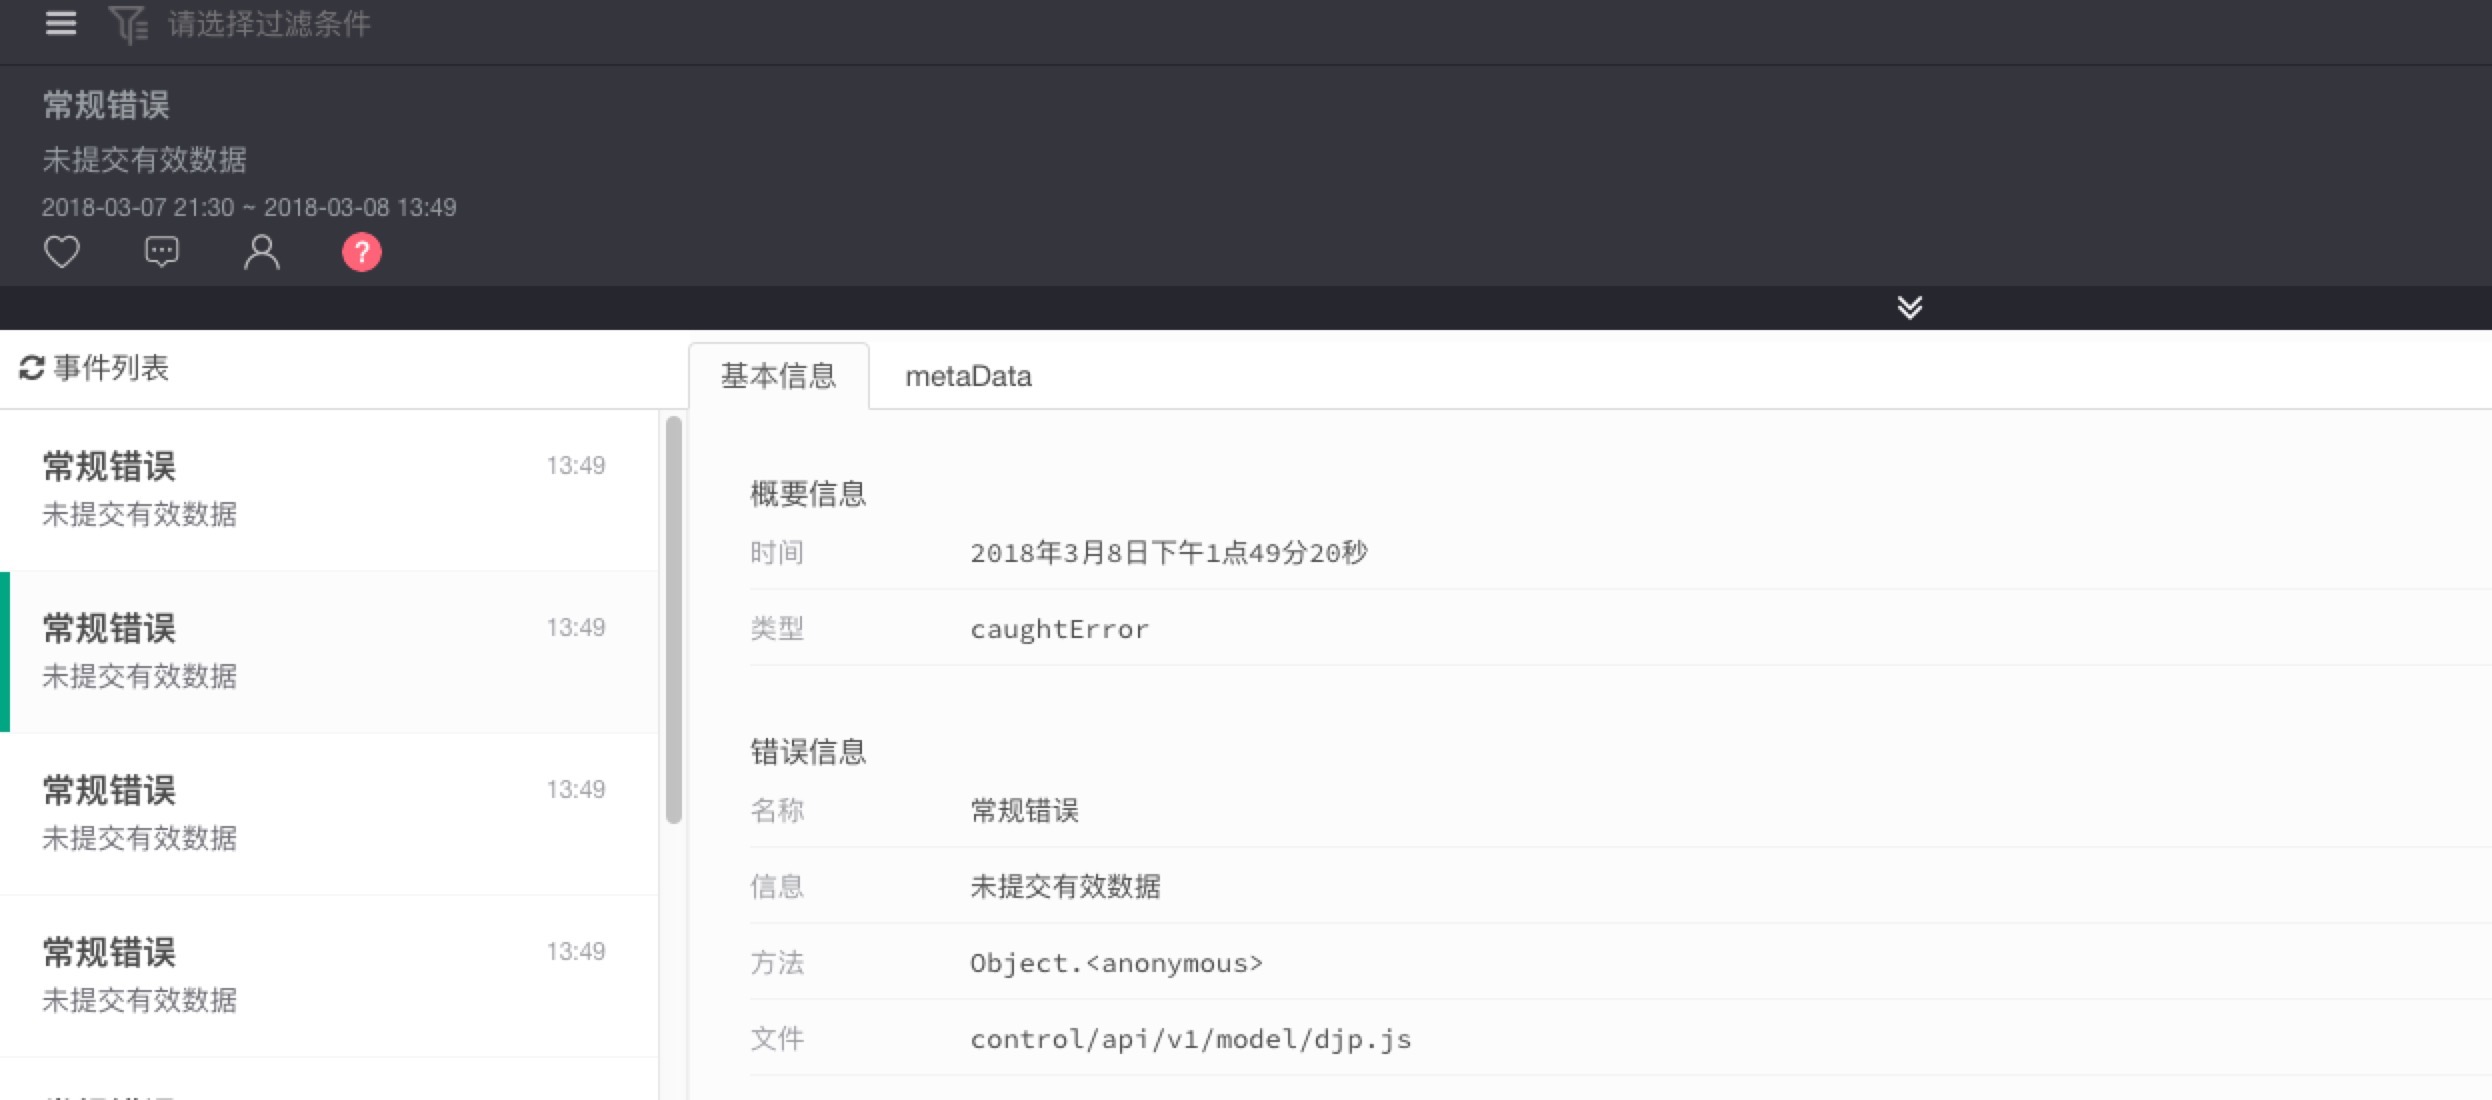 请选择过滤条件
常规错误
未提交有效数据
2018-03-07 21:30 ~ 2018-03-08 13:49
?
事件列表
基本信息 metaData
常规错误 13:49
未提交有效数据
常规错误 13:49
未提交有效数据
常规错误 13:49
未提交有效数据
常规错误 13:49
未提交有效数据
概要信息
时间 2018年3月8日下午1点49分20秒
类型 caughtError
错误信息
名称 常规错误
信息 未提交有效数据
方法 Object.<anonymous>
文件 control/api/v1/model/djp.js